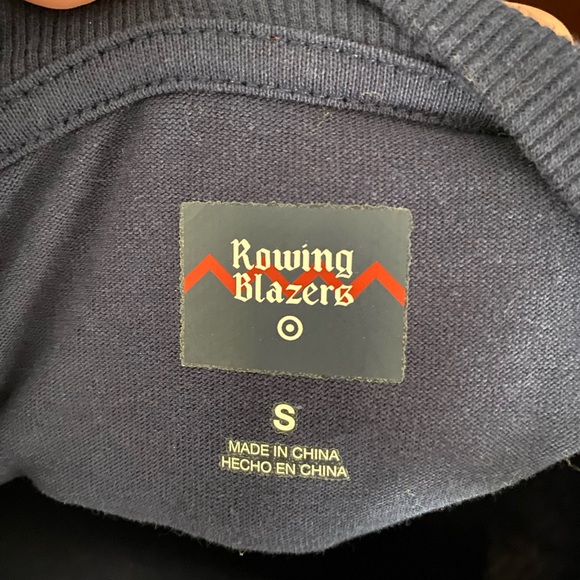 Rowing
Blazers
S
MADE IN CHINA
HECHO EN CHINA